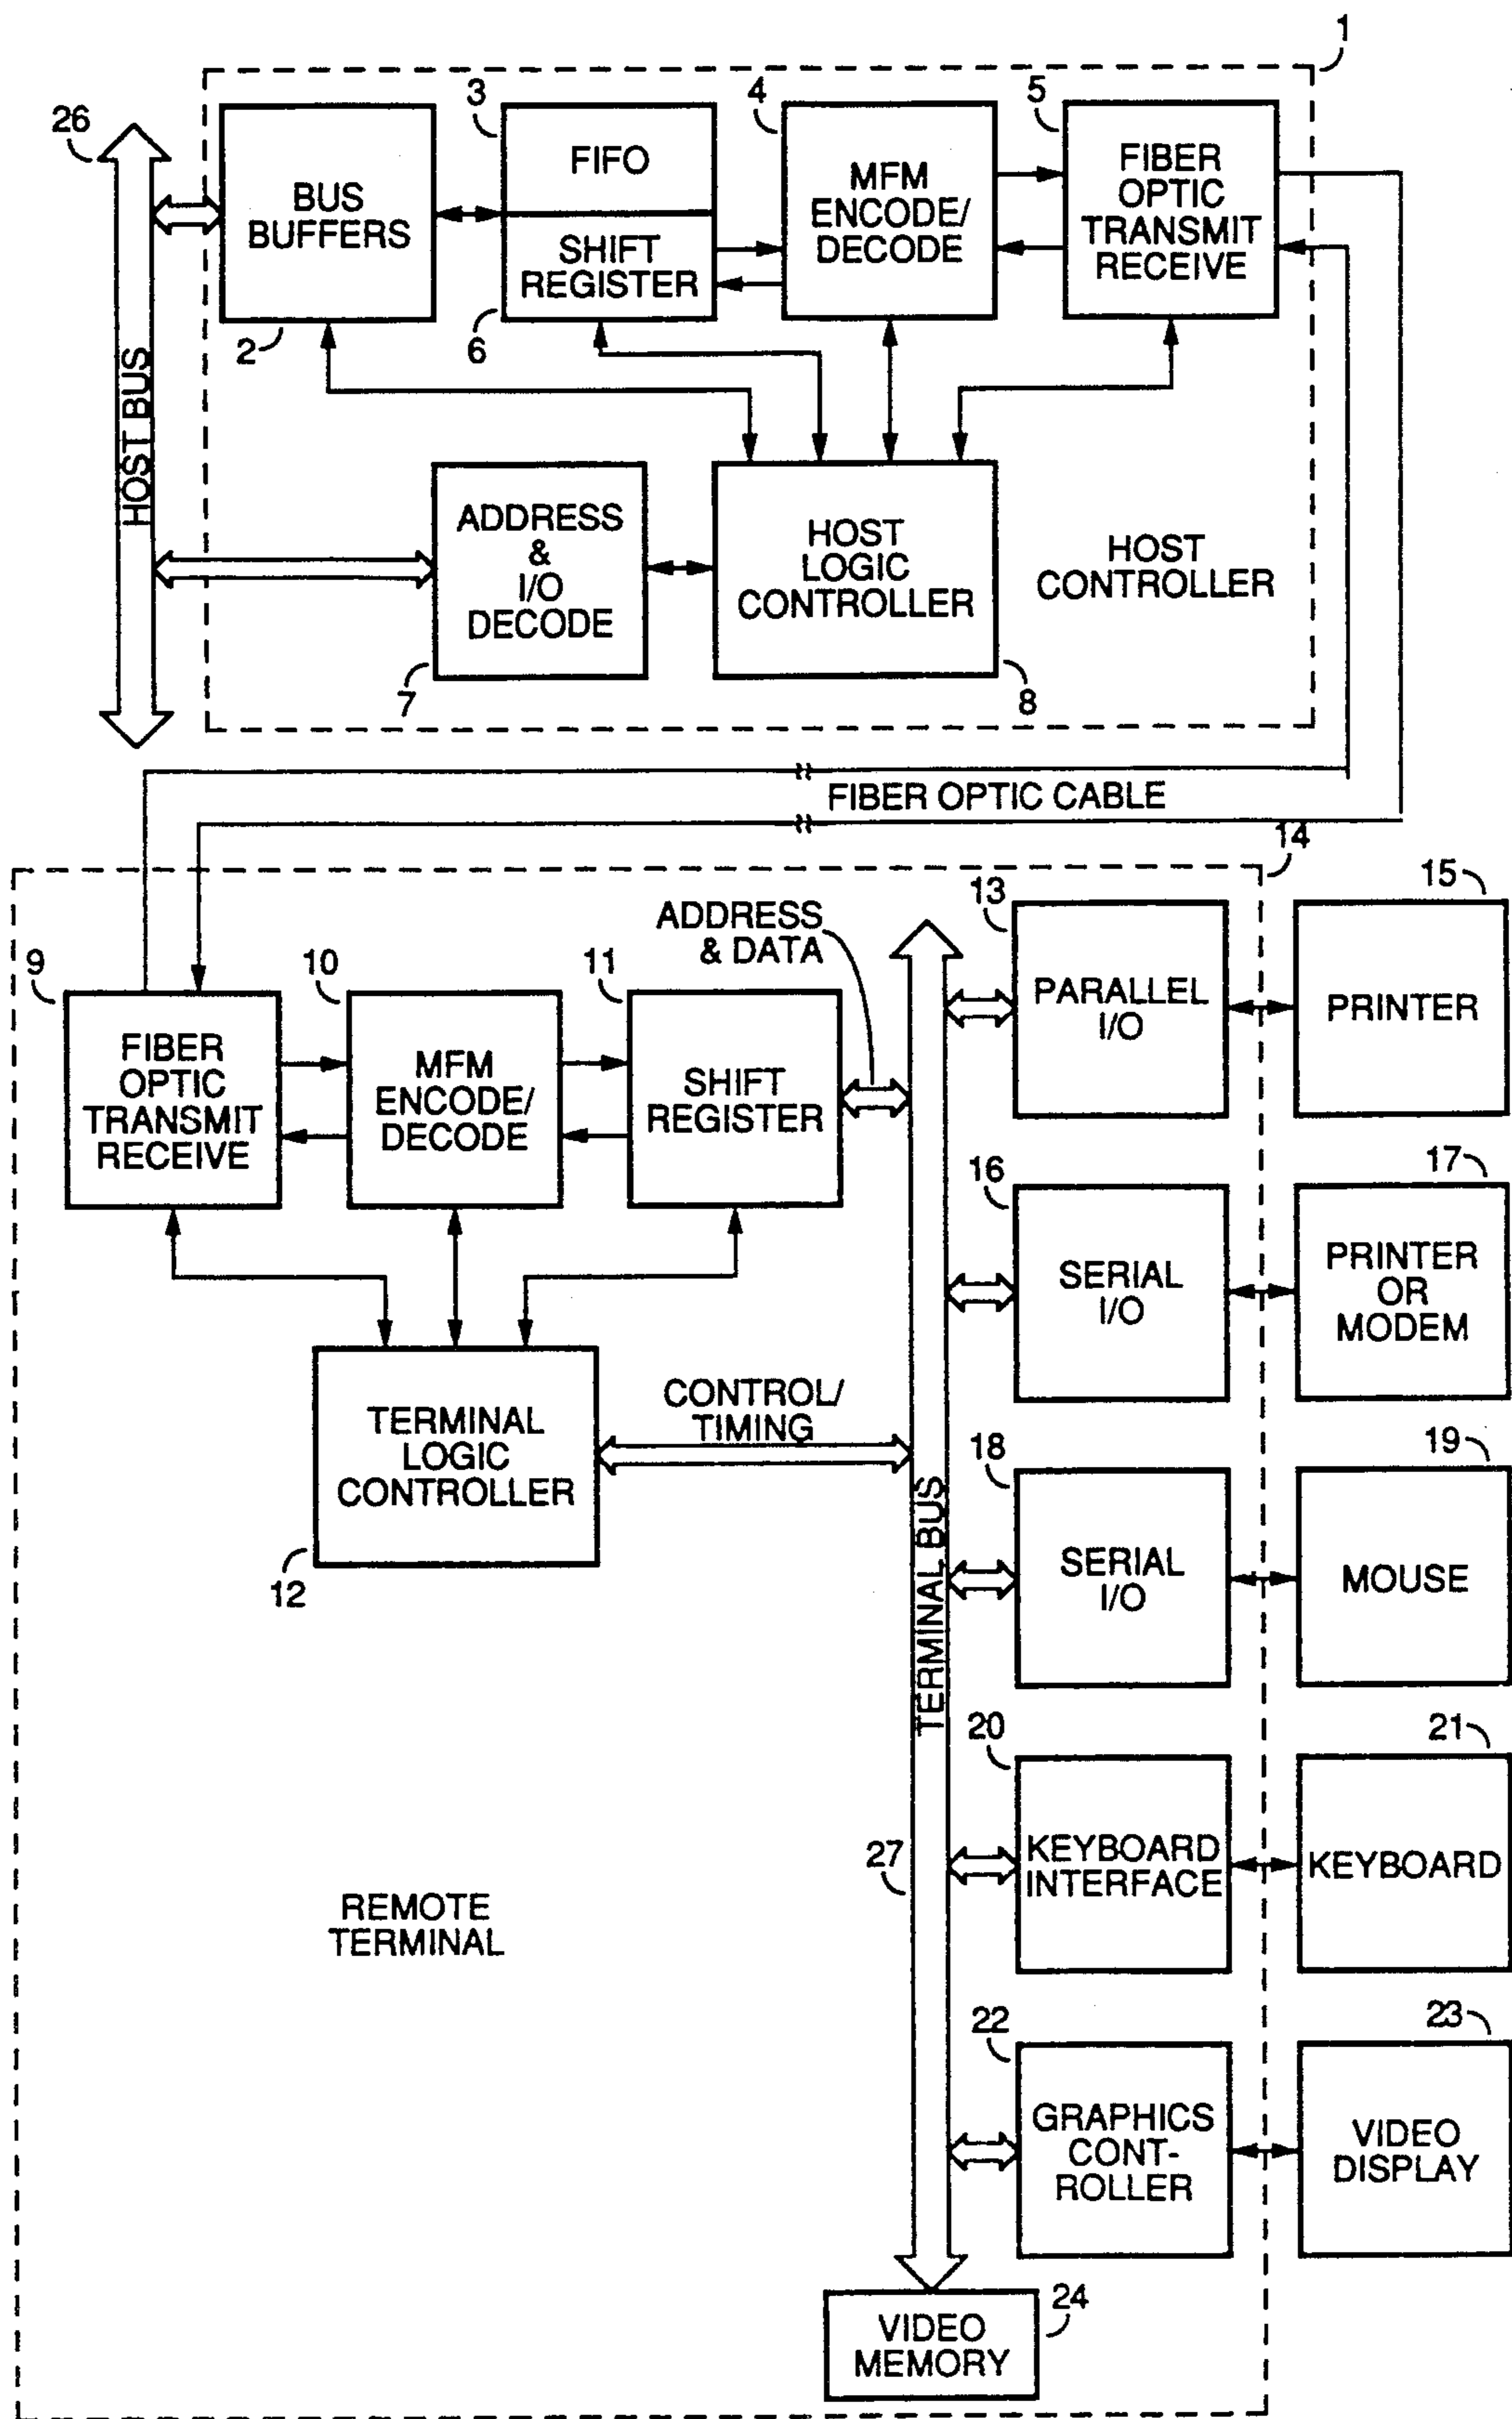 1
26
3
4
5
BUS
BUFFERS
FIFO
SHIFT
REGISTER
MFM
ENCODE/
DECODE
FIBER
OPTIC
TRANSMIT
RECEIVE
2
6
HOST BUS
ADDRESS
&
I/O
DECODE
HOST
LOGIC
CONTROLLER
HOST
CONTROLLER
7
8
FIBER OPTIC CABLE
14
9
10
11
ADDRESS
& DATA
13
15
FIBER
OPTIC
TRANSMIT
RECEIVE
MFM
ENCODE/
DECODE
SHIFT
REGISTER
PARALLEL
I/O
PRINTER
16
17
SERIAL
I/O
PRINTER
OR
MODEM
TERMINAL
LOGIC
CONTROLLER
CONTROL/
TIMING
12
18
19
TERMINAL BUS
SERIAL
I/O
MOUSE
20
21
27
KEYBOARD
INTERFACE
KEYBOARD
REMOTE
TERMINAL
22
23
GRAPHICS
CONT-
ROLLER
VIDEO
DISPLAY
24
VIDEO
MEMORY